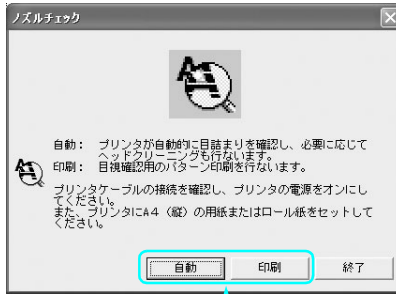 ノズルチェック
自動： プリンタが自動的に目詰まりを確認し、必要に応じて
ヘッドクリーニングも行ないます。
印刷： 目視確認用のパターン印刷を行ないます。
プリンタケーブルの接続を確認し、プリンタの電源をオンにし
てください。
また、プリンタにA4（縦）の用紙またはロール紙をセットして
ください。
自動 印刷 終了